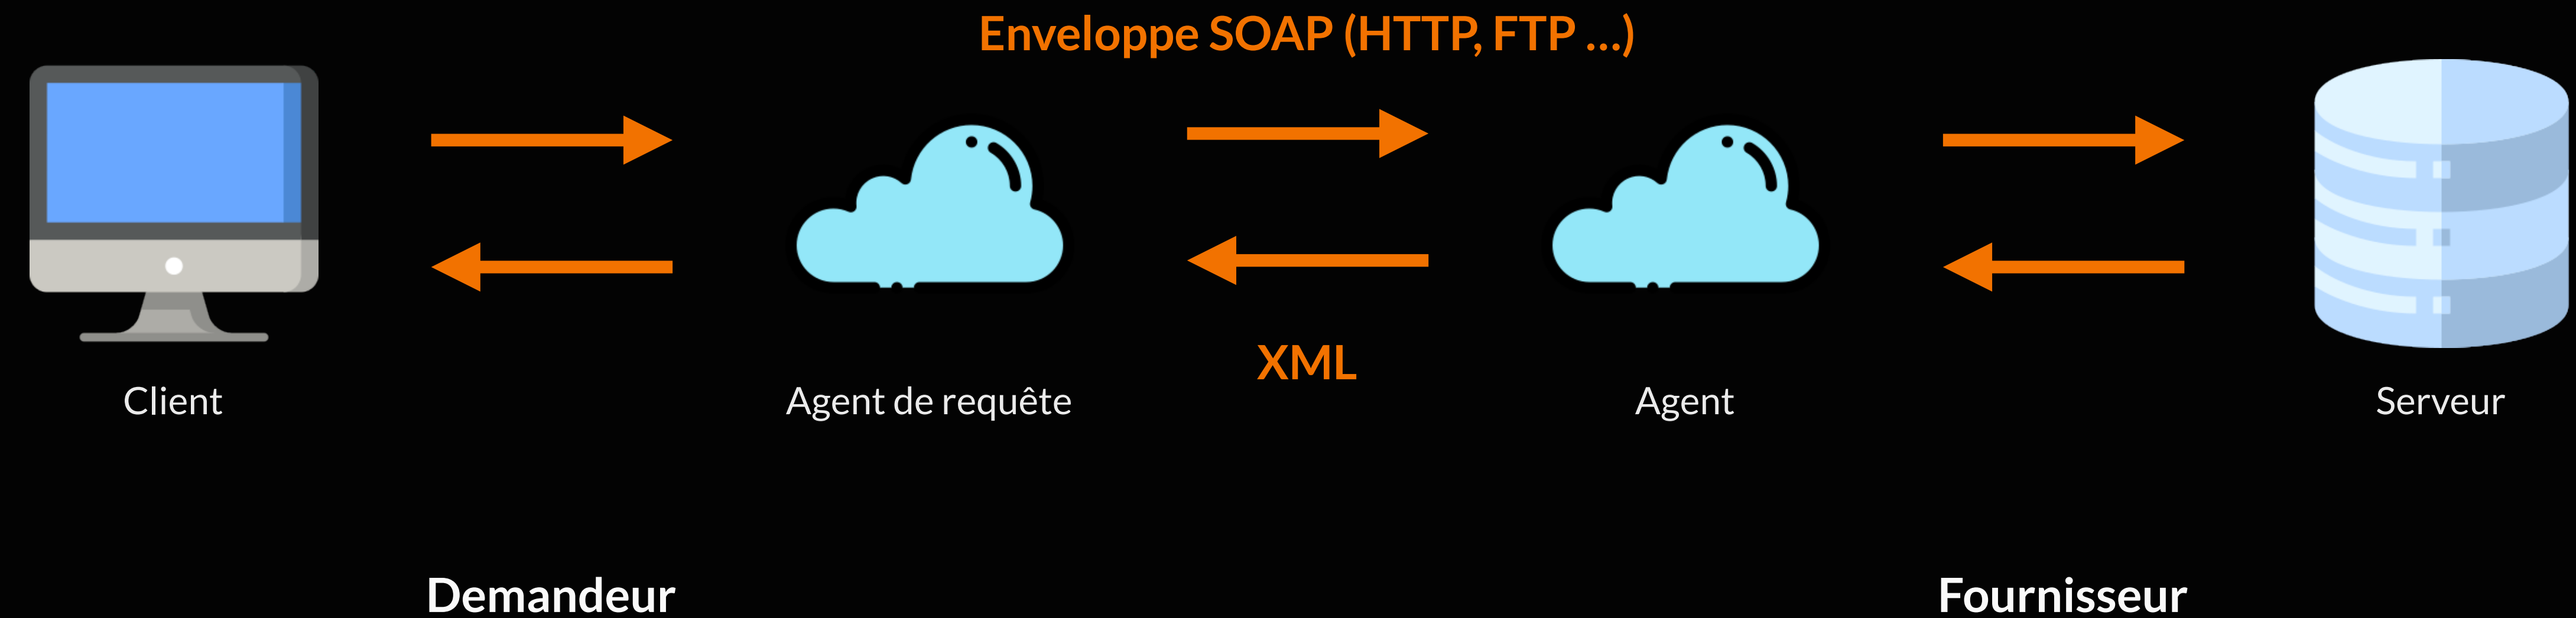 Enveloppe SOAP (HTTP, FTP ...)
XML
Client
Agent de requête
Agent
Serveur
Demandeur
Fournisseur